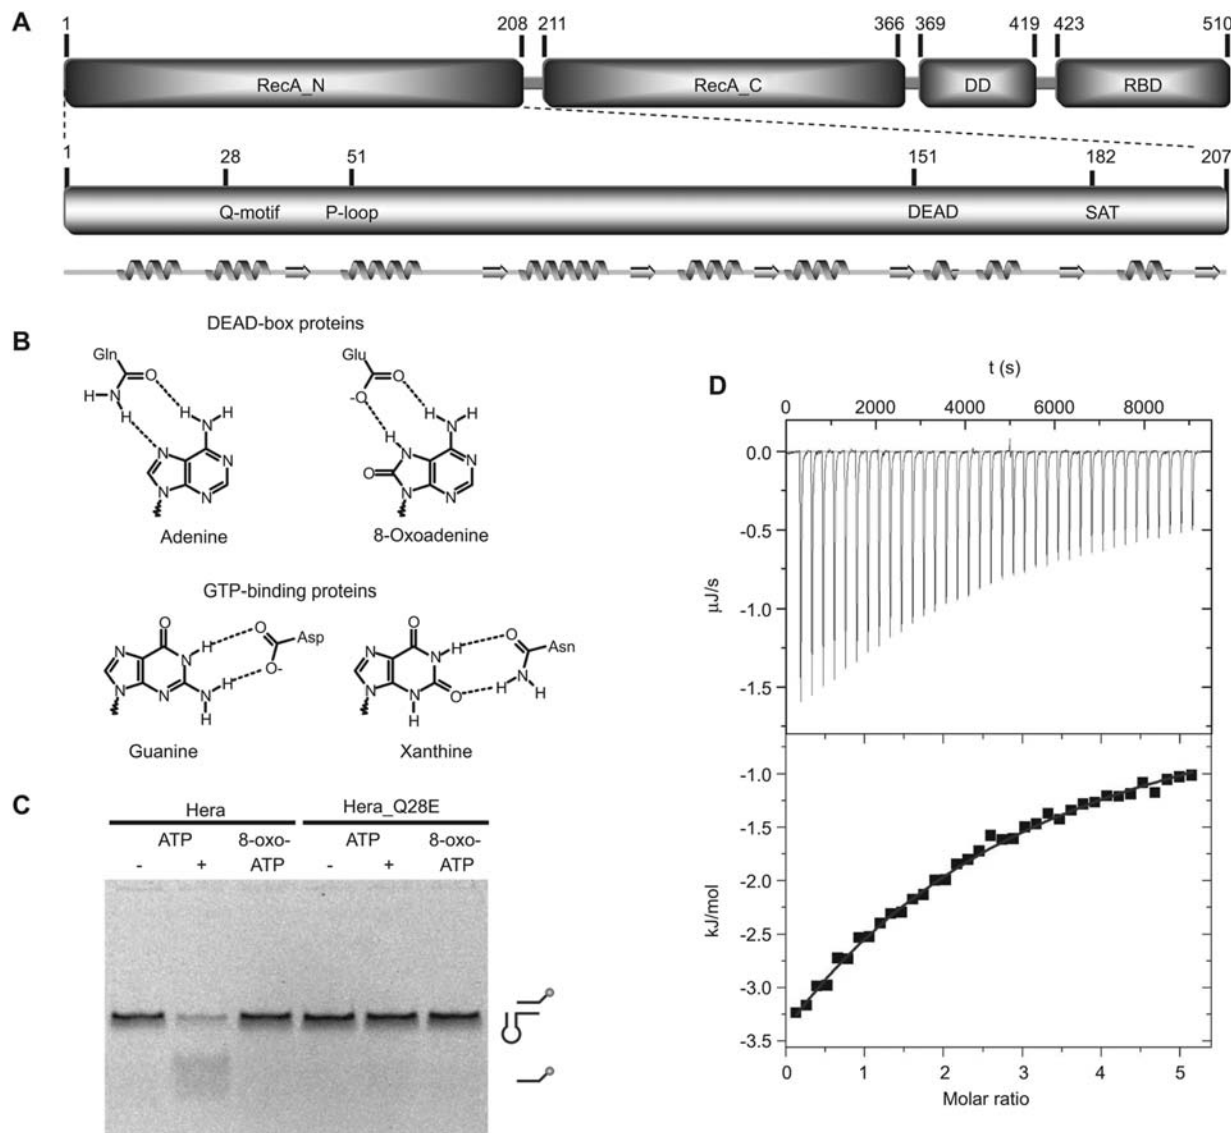 A
1 208 211 366 369 419 423 510
RecA_N RecA_C DD RBD
1 28 51 151 182 207
Q-motif P-loop DEAD SAT
B
DEAD-box proteins
Gln
H-N O
H H N-H
N N N N
Adenine
Glu
-O O
H H N-H
O N N N N
8-Oxoadenine
GTP-binding proteins
O O
N N-H Asp
N N N-H O-
H
Guanine
O O
N N-H Asn
N N O H-N
H H
Xanthine
C
Hera Hera_Q28E
ATP 8-oxo- ATP 8-oxo-
- + ATP - + ATP
D
t (s)
0 2000 4000 6000 8000
0.0
-0.5
-1.0
-1.5
µJ/s
-1.0
-1.5
-2.0
-2.5
-3.0
-3.5
kJ/mol
0 1 2 3 4 5
Molar ratio